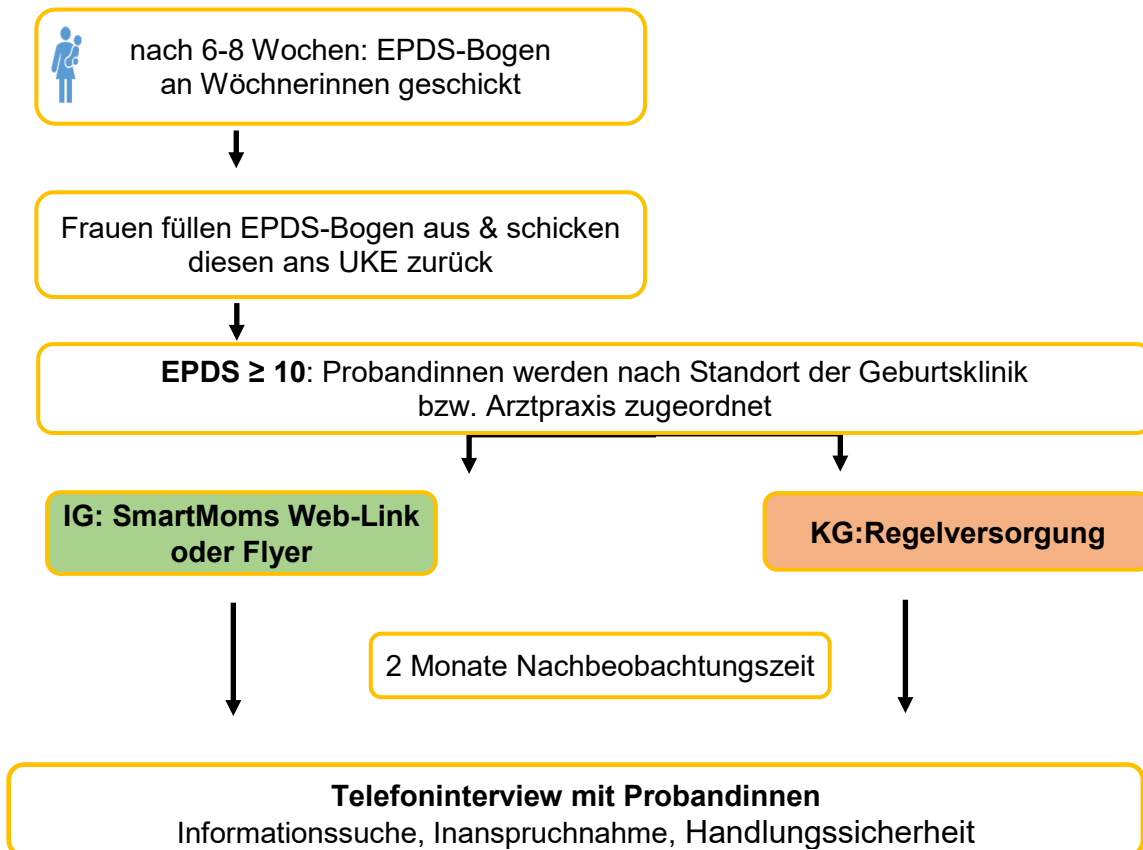 nach 6-8 Wochen: EPDS-Bogen
an Wöchnerinnen geschickt
Frauen füllen EPDS-Bogen aus & schicken
diesen ans UKE zurück
EPDS ≥ 10: Probandinnen werden nach Standort der Geburtsklinik
bzw. Arztpraxis zugeordnet
IG: SmartMoms Web-Link
oder Flyer
KG:Regelversorgung
2 Monate Nachbeobachtungszeit
Telefoninterview mit Probandinnen
Informationssuche, Inanspruchnahme, Handlungssicherheit